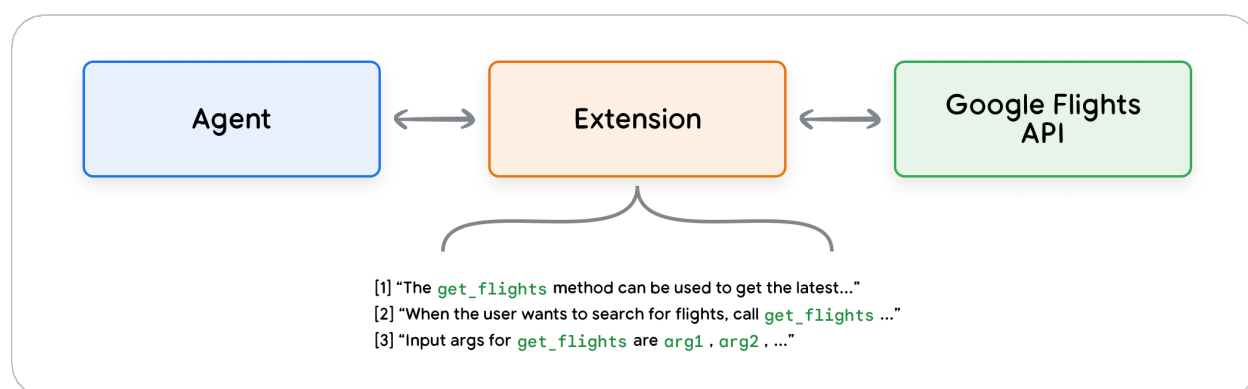 Agent
Extension
Google Flights
API
[1] “The get_flights method can be used to get the latest...”
[2] “When the user wants to search for flights, call get_flights ...”
[3] “Input args for get_flights are arg1 , arg2 , ...”